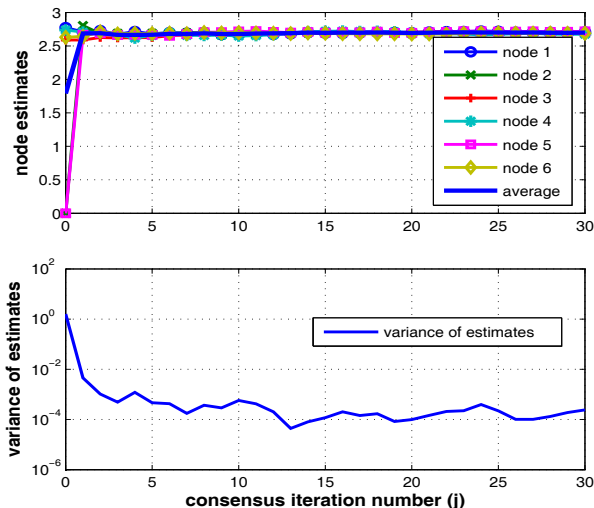 node estimates
3
2.5
2
1.5
1
0.5
0
0 5 10 15 20 25 30
node 1
node 2
node 3
node 4
node 5
node 6
average
variance of estimates
10^2
10^0
10^−2
10^−4
10^−6
variance of estimates
0 5 10 15 20 25 30
consensus iteration number (j)